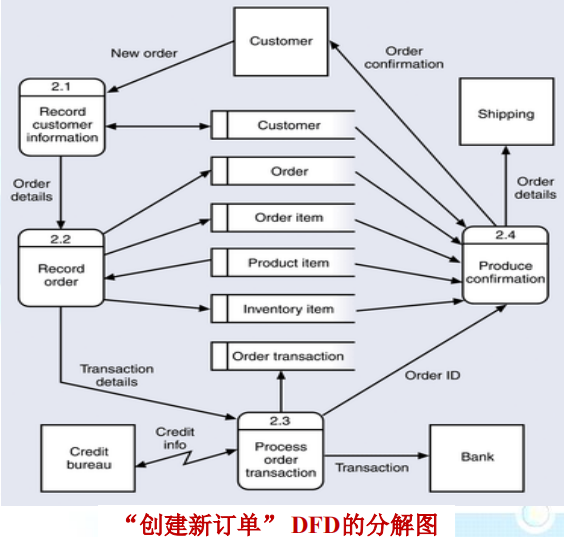 Customer
New order
Order
confirmation
2.1
Record
customer
information
Shipping
Customer
Order
details
Order
Order
details
Order item
2.2
Record
order
2.4
Produce
confirmation
Product item
Inventory item
Order transaction
Transaction
details
Order ID
2.3
Process
order
transaction
Credit
info
Credit
bureau
Transaction
Bank
“创建新订单” DFD的分解图